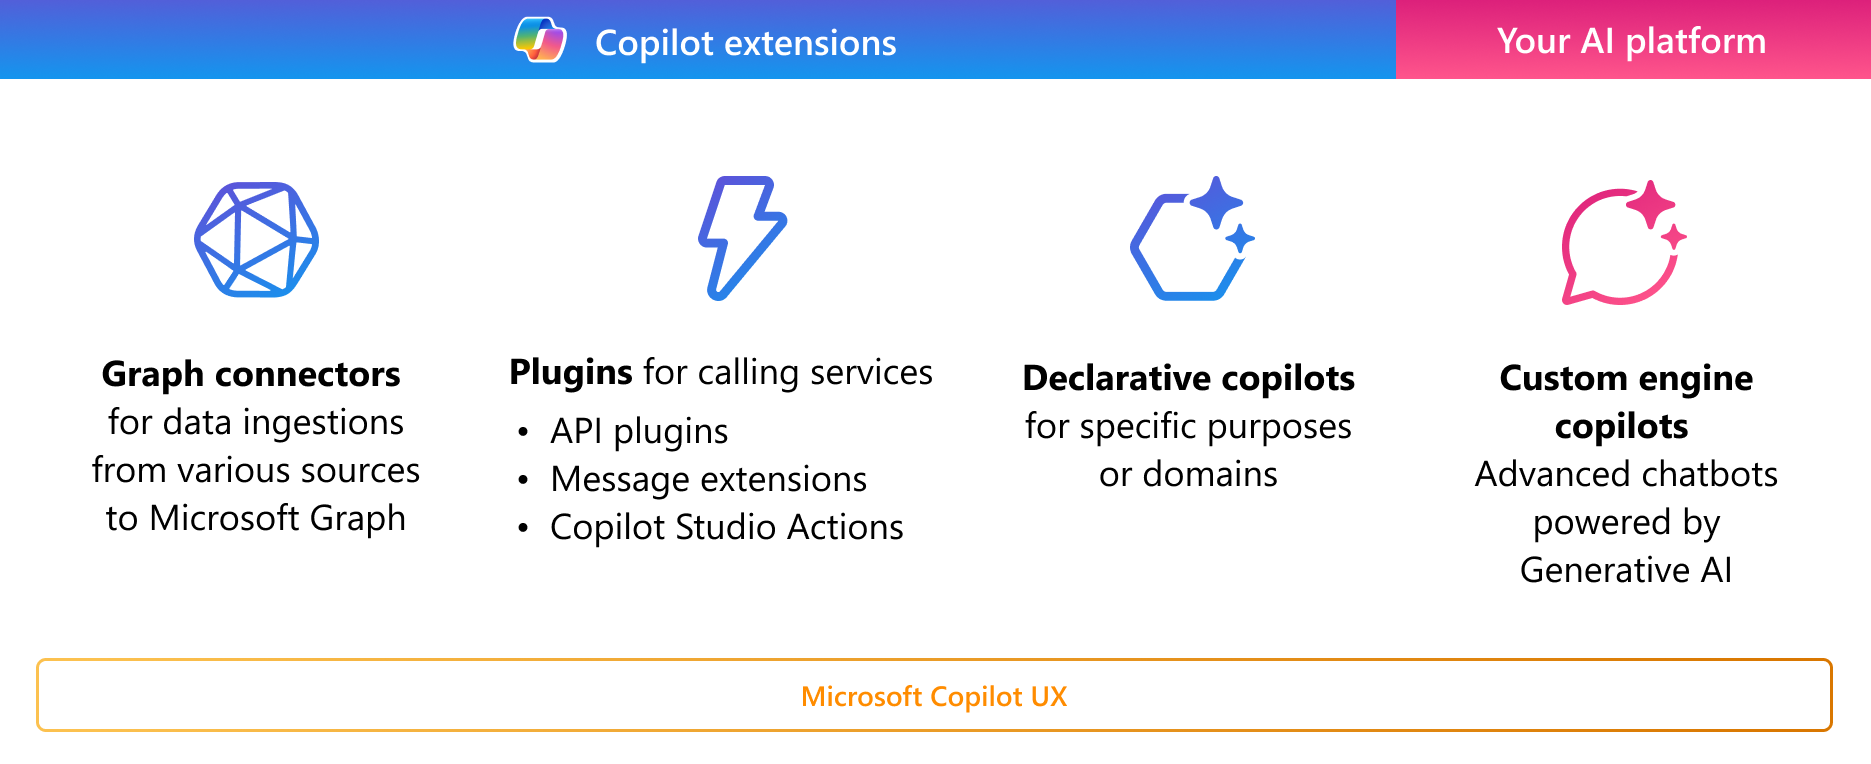 Copilot extensions
Your AI platform
Graph connectors
for data ingestions
from various sources
to Microsoft Graph
Plugins for calling services
• API plugins
• Message extensions
• Copilot Studio Actions
Declarative copilots
for specific purposes
or domains
Custom engine
copilots
Advanced chatbots
powered by
Generative AI
Microsoft Copilot UX